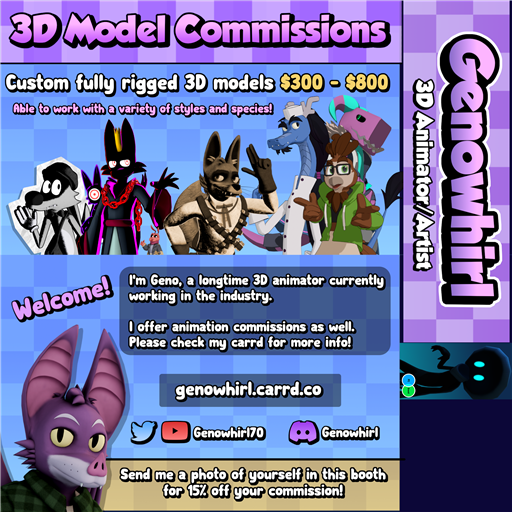 3D Model Commissions
Custom fully rigged 3D models $300 - $800
Able to work with a variety of styles and species!
Welcome!
I'm Geno, a longtime 3D animator currently
working in the industry.
I offer animation commissions as well.
Please check my carrd for more info!
genowhirl.carrd.co
Genowhirl70
Genowhirl
Send me a photo of yourself in this booth
for 15% off your commission!
Genowhirl
3D Animator/Artist